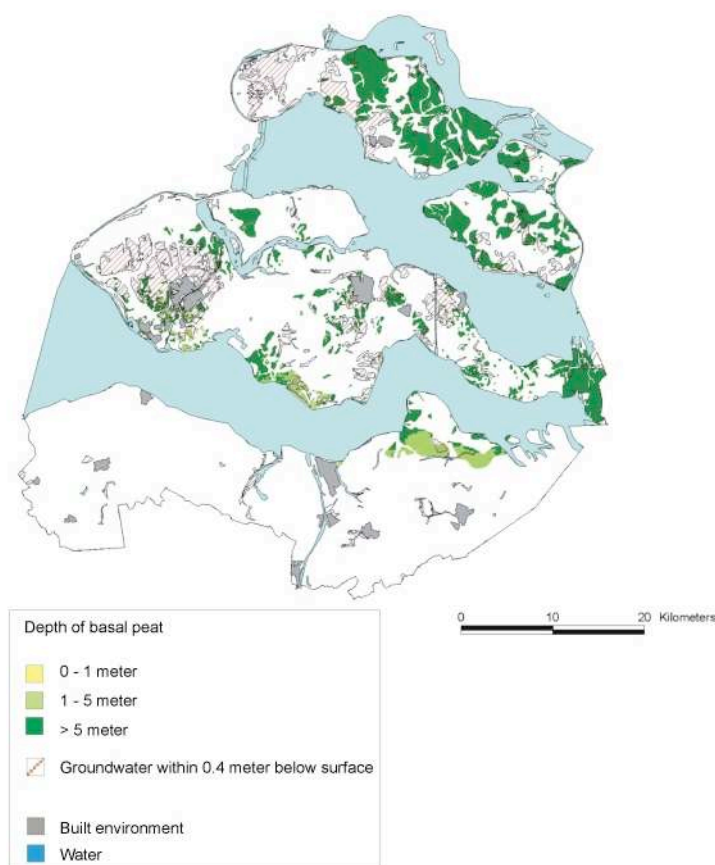 Depth of basal peat
0 - 1 meter
1 - 5 meter
> 5 meter
Groundwater within 0.4 meter below surface
Built environment
Water
0 10 20 Kilometers